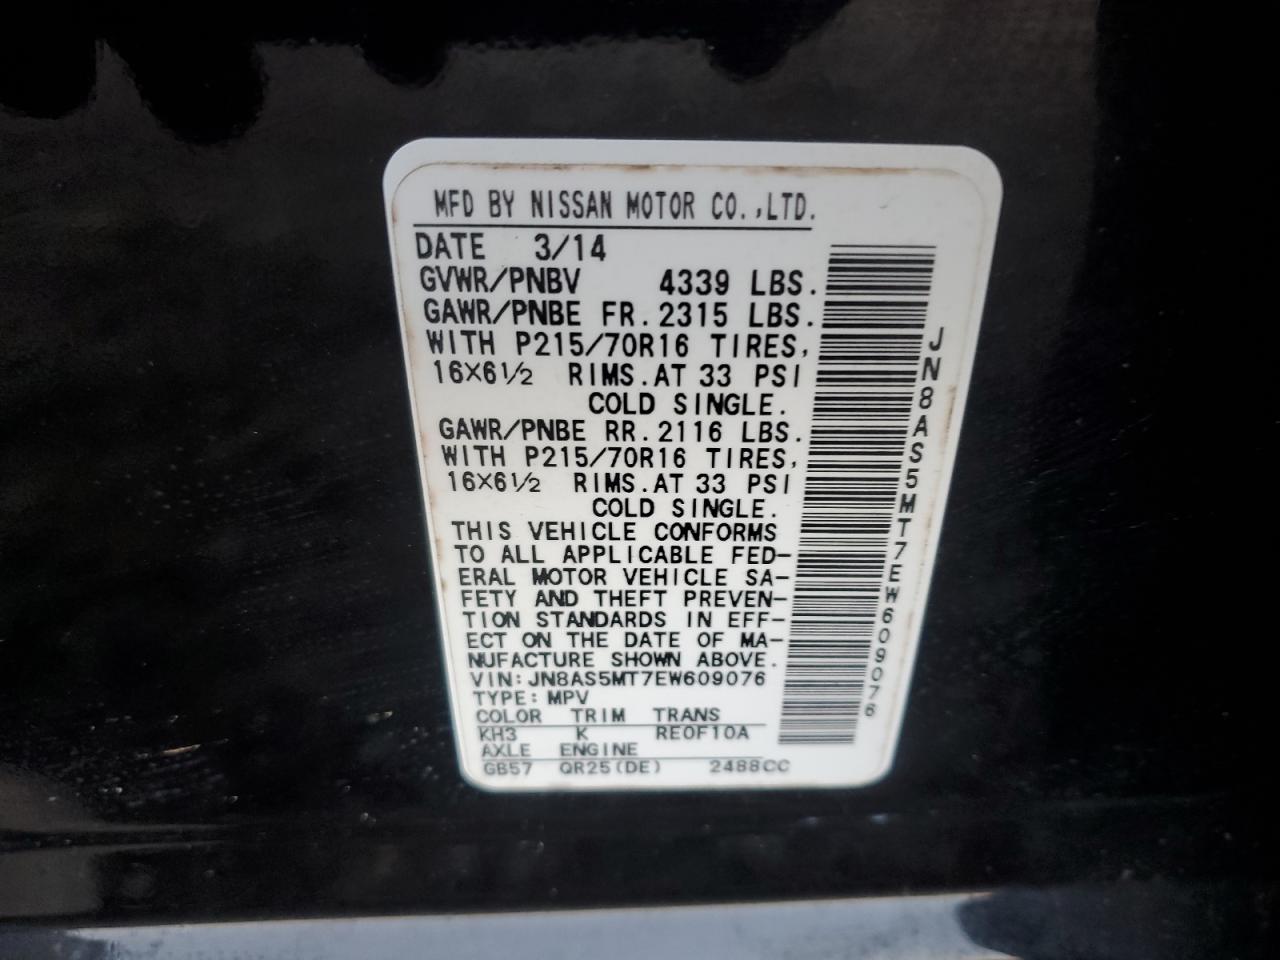 MFD BY NISSAN MOTOR CO.,LTD.
DATE 3/14
GVWR/PNBV 4339 LBS.
GAWR/PNBE FR.2315 LBS.
WITH P215/70R16 TIRES,
16×6½ RIMS.AT 33 PSI
COLD SINGLE.
GAWR/PNBE RR.2116 LBS.
WITH P215/70R16 TIRES,
16×6½ RIMS.AT 33 PSI
COLD SINGLE.
THIS VEHICLE CONFORMS
TO ALL APPLICABLE FED-
ERAL MOTOR VEHICLE SA-
FETY AND THEFT PREVEN-
TION STANDARDS IN EFF-
ECT ON THE DATE OF MA-
NUFACTURE SHOWN ABOVE.
VIN:JN8AS5MT7EW609076
TYPE:MPV
COLOR TRIM TRANS
KH3 K RE0F10A
AXLE ENGINE
GB57 QR25(DE) 2488CC
JN8AS5MT7EW609076